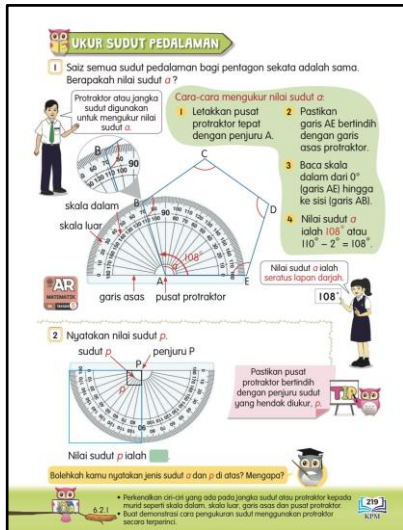 UKUR SUDUT PEDALAMAN
1 Saiz semua sudut pedalaman bagi pentagon sekata adalah sama.
Berapakah nilai sudut a?
Protraktor atau jangka
sudut digunakan
untuk mengukur nilai
sudut a.
Cara-cara mengukur nilai sudut a:
1 Letakkan pusat
protraktor tepat
dengan penjuru A.
2 Pastikan
garis AE bertindih
dengan garis
asas protraktor.
3 Baca skala
dalam dari 0°
(garis AE) hingga
ke sisi (garis AB).
4 Nilai sudut a
ialah 108° atau
110° – 2° = 108°.
B
C
D
B
skala dalam
skala luar
90
108°
a
A
E
garis asas
pusat protraktor
Nilai sudut a ialah
seratus lapan darjah.
108°
AR
MATEMATIK
2 Nyatakan nilai sudut p.
sudut p
penjuru P
P
p
90
Pastikan pusat
protraktor bertindih
dengan penjuru sudut
yang hendak diukur, p.
TIP
Nilai sudut p ialah
Bolehkah kamu nyatakan jenis sudut a dan p di atas? Mengapa?
6.2.1
• Perkenalkan ciri-ciri yang ada pada jangka sudut atau protraktor kepada
murid seperti skala dalam, skala luar, garis asas dan pusat protraktor.
• Buat demonstrasi cara pengukuran sudut menggunakan protraktor
secara terperinci.
219
KPM